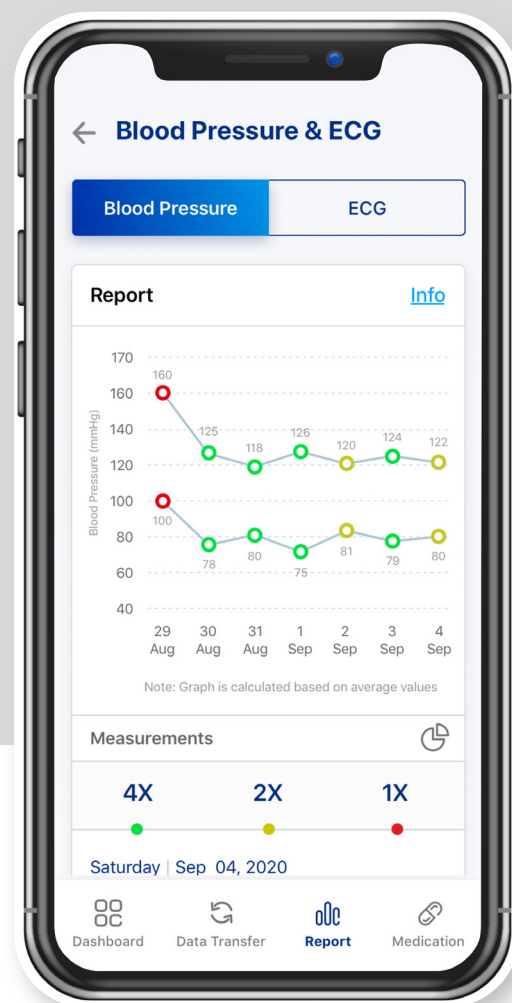 Blood Pressure & ECG
Blood Pressure
ECG
Report
Info
Blood Pressure (mmHg)
170
160
140
120
100
80
60
40
160
125
118
126
120
124
122
100
78
80
75
81
79
80
29 30 31 1 2 3 4
Aug Aug Aug Sep Sep Sep Sep
Note: Graph is calculated based on average values
Measurements
4X 2X 1X
Saturday | Sep 04, 2020
Dashboard Data Transfer Report Medication